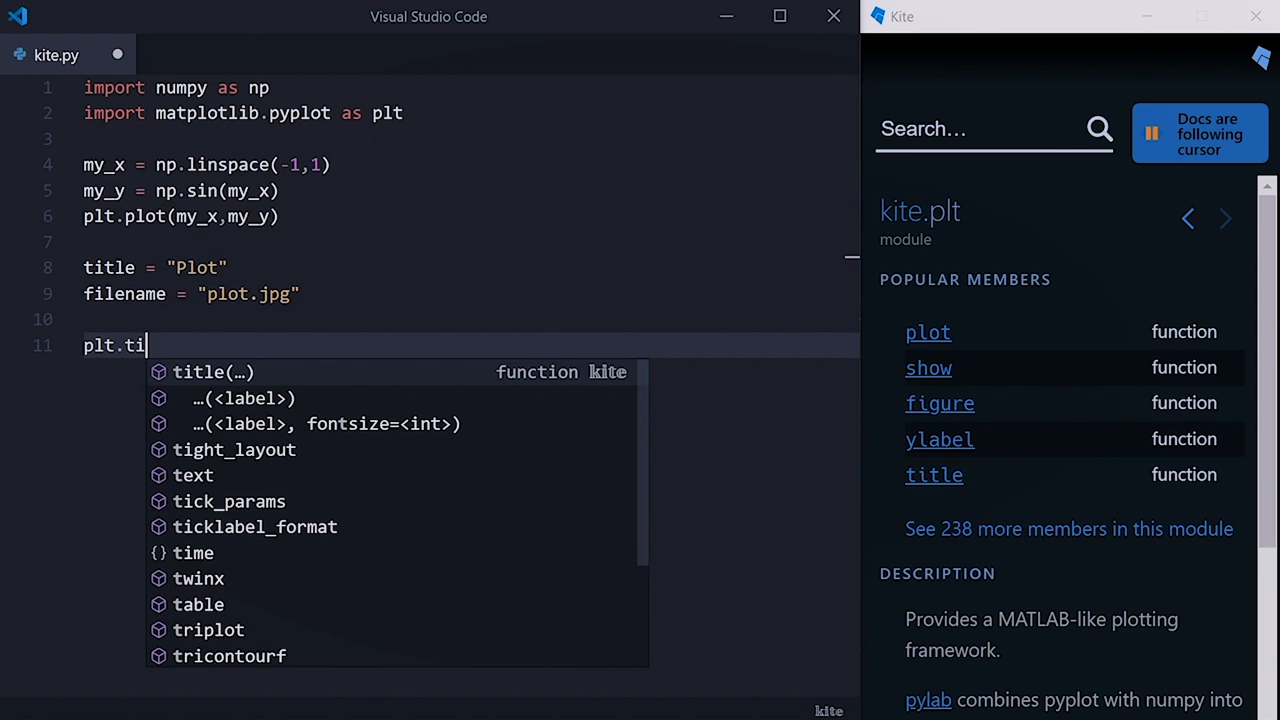 Visual Studio Code
kite.py
1 import numpy as np
2 import matplotlib.pyplot as plt
3
4 my_x = np.linspace(-1,1)
5 my_y = np.sin(my_x)
6 plt.plot(my_x,my_y)
7
8 title = "Plot"
9 filename = "plot.jpg"
10
11 plt.ti
title(…) function kite
…(<label>)
…(<label>, fontsize=<int>)
tight_layout
text
tick_params
ticklabel_format
{} time
twinx
table
triplot
tricontourf
kite
Kite
Search…
Docs are
following
cursor
kite.plt
module
POPULAR MEMBERS
plot function
show function
figure function
ylabel function
title function
See 238 more members in this module
DESCRIPTION
Provides a MATLAB-like plotting
framework.
pylab combines pyplot with numpy into